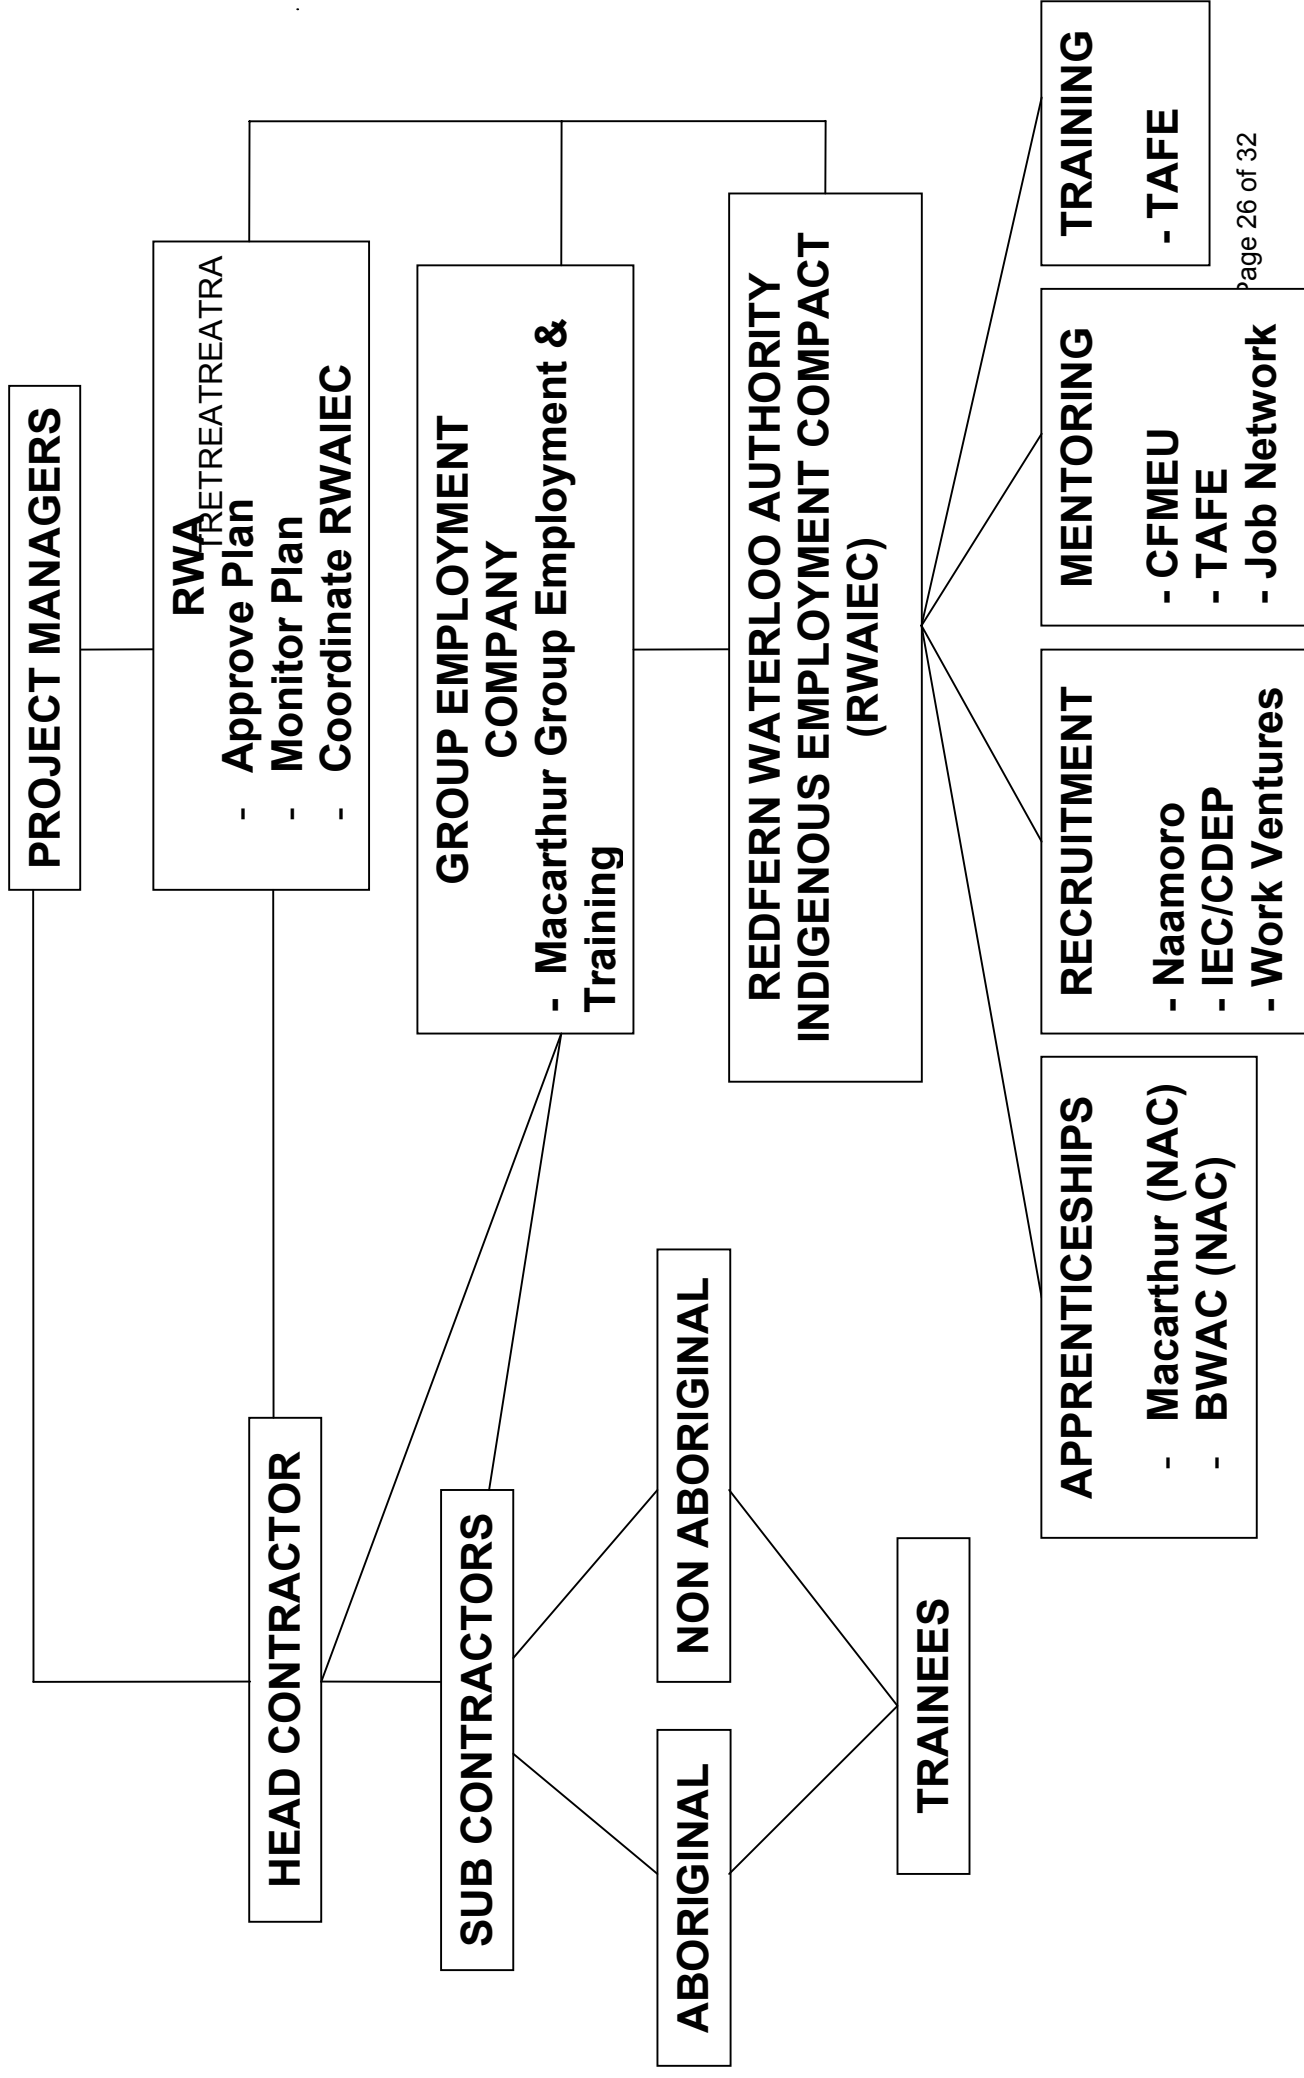 PROJECT MANAGERS
RWA
TRETREATREATRA
- Approve Plan
- Monitor Plan
- Coordinate RWAIEC
HEAD CONTRACTOR
GROUP EMPLOYMENT
COMPANY
- Macarthur Group Employment &
Training
SUB CONTRACTORS
ABORIGINAL
NON ABORIGINAL
REDFERN WATERLOO AUTHORITY
INDIGENOUS EMPLOYMENT COMPACT
(RWAIEC)
TRAINEES
APPRENTICESHIPS
- Macarthur (NAC)
- BWAC (NAC)
RECRUITMENT
- Naamoro
- IEC/CDEP
- Work Ventures
MENTORING
- CFMEU
- TAFE
- Job Network
TRAINING
- TAFE
Page 26 of 32